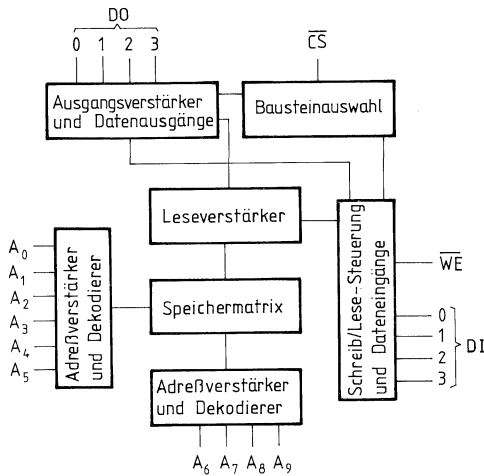 DO
0 1 2 3
CS
Ausgangsverstärker
und Datenausgänge
Bausteinauswahl
Leseverstärker
Schreib/Lese-Steuerung
und Dateneingänge
A0
A1
A2
A3
A4
A5
Adreßverstärker
und Dekodierer
Speichermatrix
WE
0
1
2
3
DI
Adreßverstärker
und Dekodierer
A6 A7 A8 A9